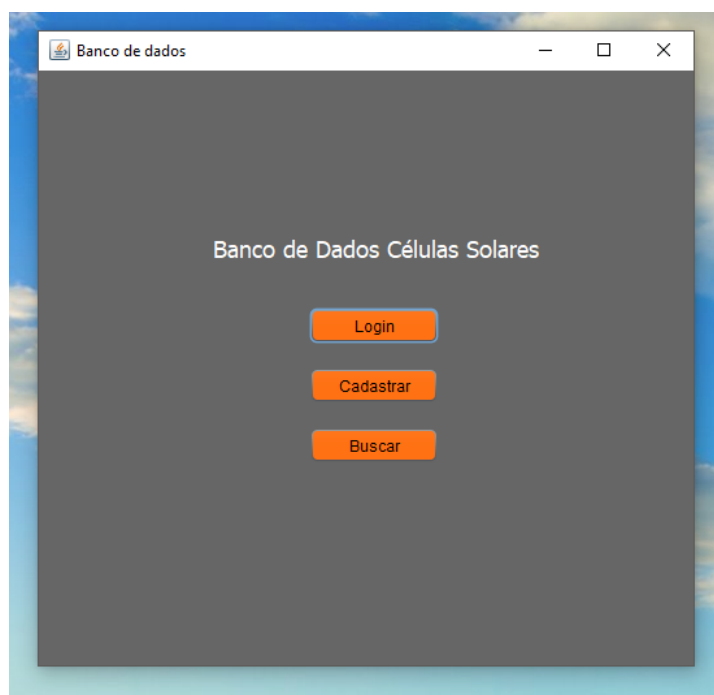 Banco de dados
Banco de Dados Células Solares
Login
Cadastrar
Buscar